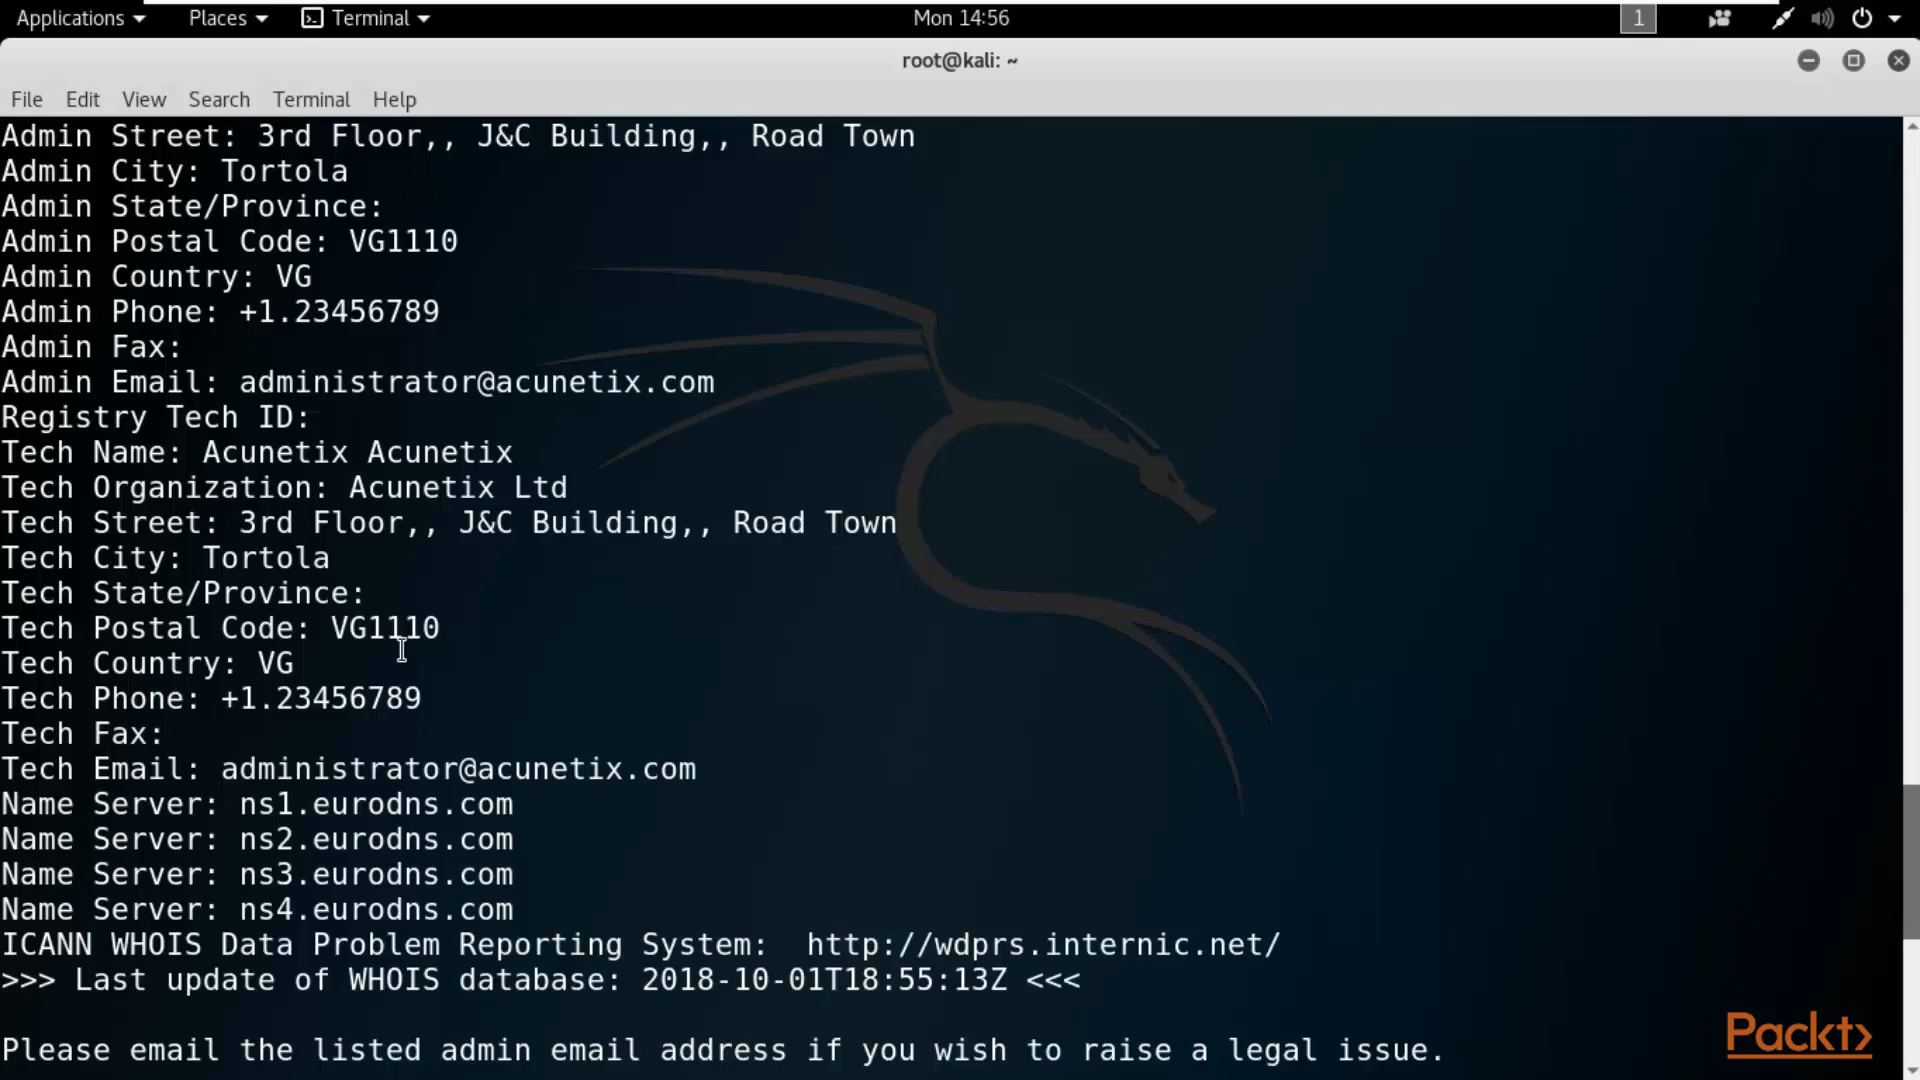 Applications Places Terminal Mon 14:56 1
root@kali: ~
File Edit View Search Terminal Help
Admin Street: 3rd Floor,, J&C Building,, Road Town
Admin City: Tortola
Admin State/Province:
Admin Postal Code: VG1110
Admin Country: VG
Admin Phone: +1.23456789
Admin Fax:
Admin Email: administrator@acunetix.com
Registry Tech ID:
Tech Name: Acunetix Acunetix
Tech Organization: Acunetix Ltd
Tech Street: 3rd Floor,, J&C Building,, Road Town
Tech City: Tortola
Tech State/Province:
Tech Postal Code: VG1110
Tech Country: VG
Tech Phone: +1.23456789
Tech Fax:
Tech Email: administrator@acunetix.com
Name Server: ns1.eurodns.com
Name Server: ns2.eurodns.com
Name Server: ns3.eurodns.com
Name Server: ns4.eurodns.com
ICANN WHOIS Data Problem Reporting System:  http://wdprs.internic.net/
>>> Last update of WHOIS database: 2018-10-01T18:55:13Z <<<
Please email the listed admin email address if you wish to raise a legal issue.
Packt>